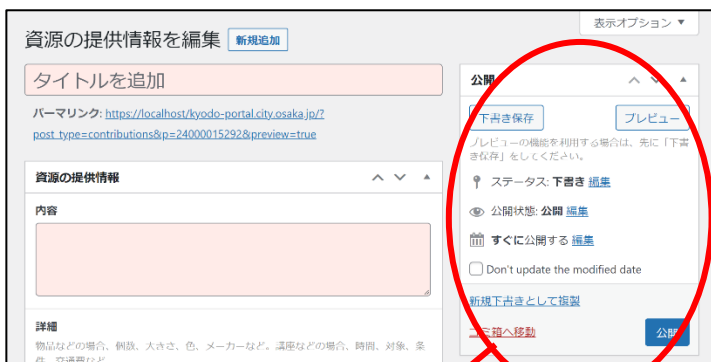 表示オプション ▼
資源の提供情報を編集 新規追加
タイトルを追加
パーマリンク: https://localhost/kyodo-portal.city.osaka.jp/?
post_type=contributions&p=24000015292&preview=true
資源の提供情報
内容
詳細
物品などの場合、個数、大きさ、色、メーカーなど。講座などの場合、時間、対象、条
件、交通費など
公開
下書き保存 プレビュー
プレビューの機能を利用する場合は、先に「下書
き保存」をしてください。
ステータス: 下書き 編集
公開状態: 公開 編集
すぐに公開する 編集
Don't update the modified date
新規下書きとして複製
ゴミ箱へ移動
公開